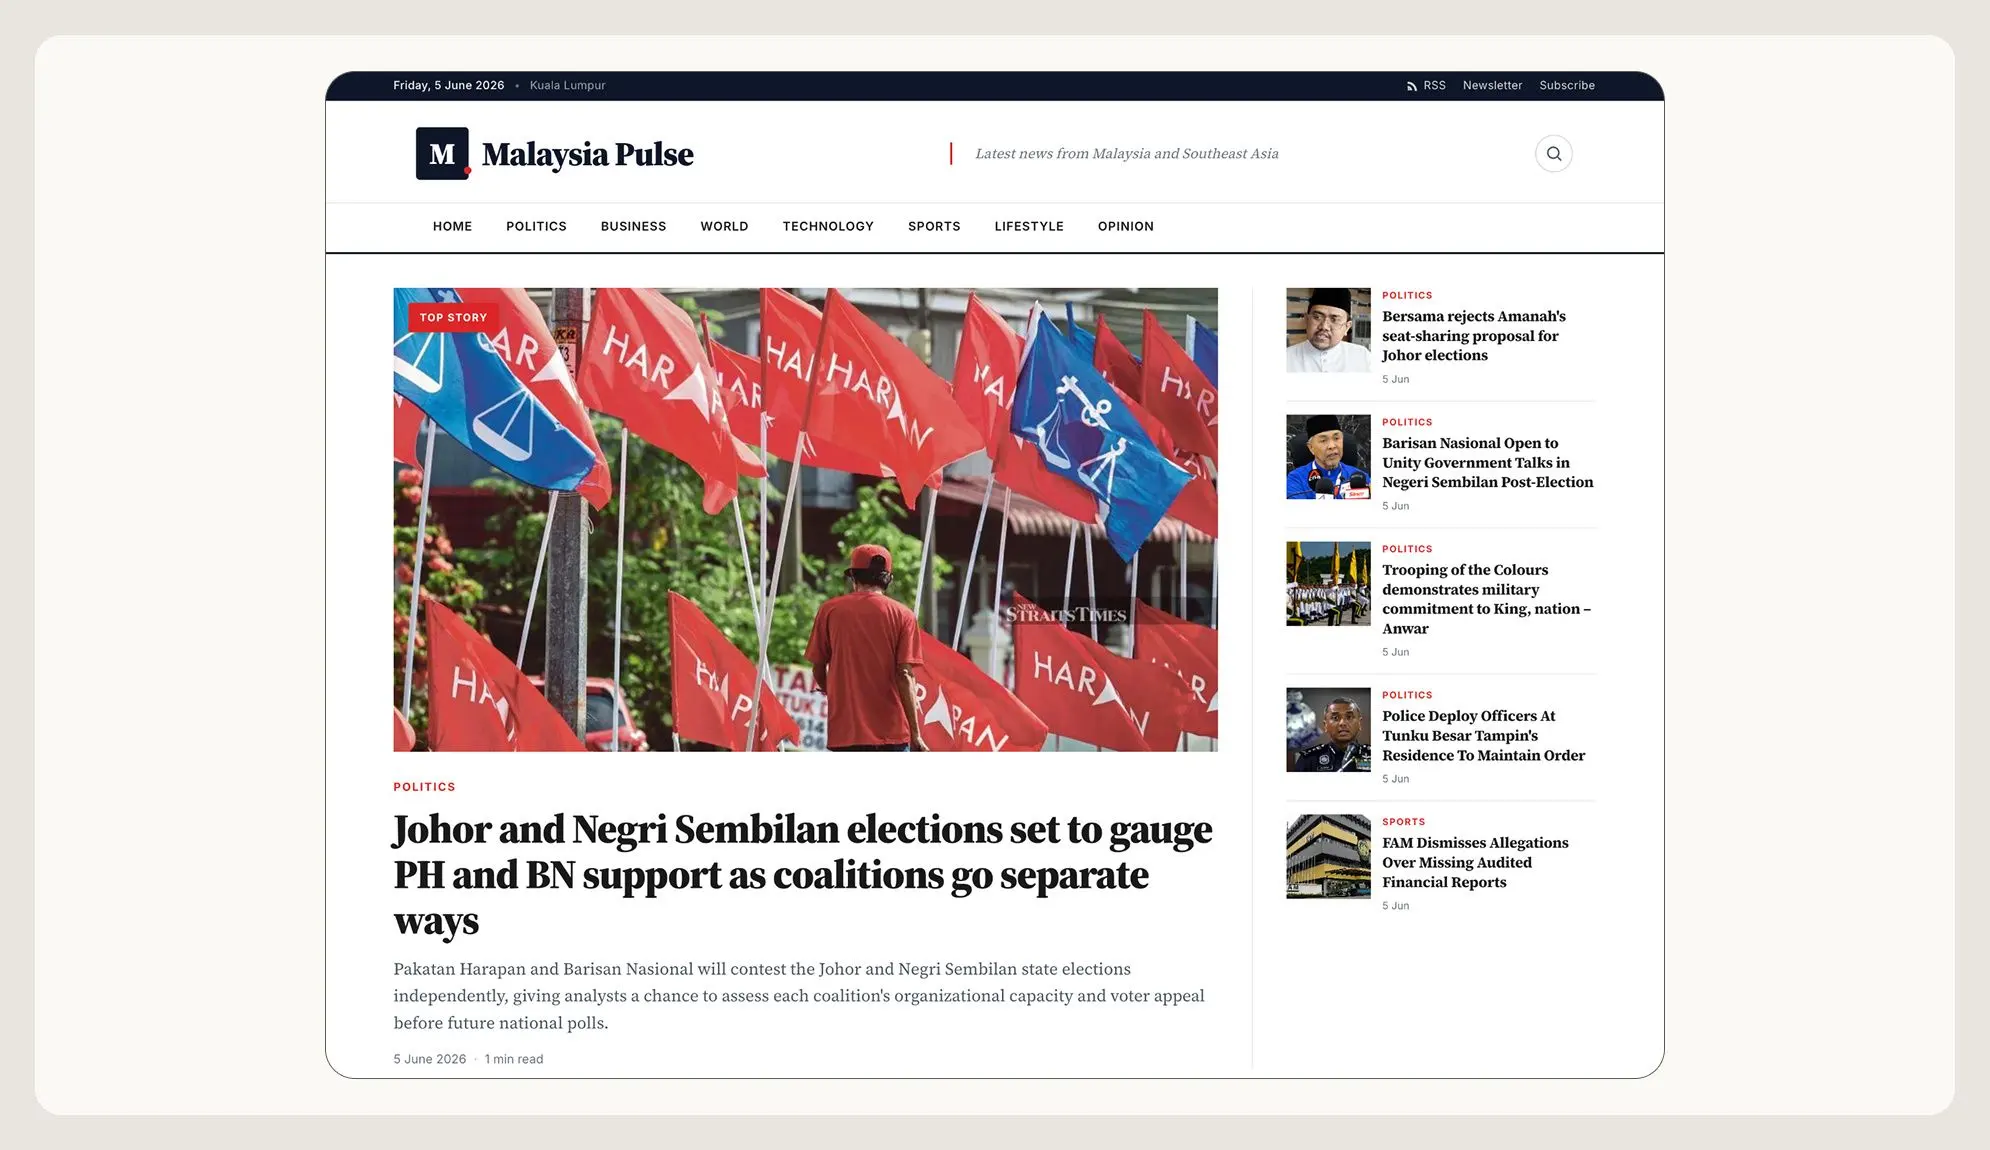 Friday, 5 June 2026 • Kuala Lumpur
RSS Newsletter Subscribe
M Malaysia Pulse
Latest news from Malaysia and Southeast Asia
HOME POLITICS BUSINESS WORLD TECHNOLOGY SPORTS LIFESTYLE OPINION
TOP STORY
HARAPAN
NEW
STRAITS TIMES
POLITICS
Johor and Negri Sembilan elections set to gauge
PH and BN support as coalitions go separate
ways
Pakatan Harapan and Barisan Nasional will contest the Johor and Negri Sembilan state elections
independently, giving analysts a chance to assess each coalition's organizational capacity and voter appeal
before future national polls.
5 June 2026 · 1 min read
POLITICS
Bersama rejects Amanah's
seat-sharing proposal for
Johor elections
5 Jun
POLITICS
Barisan Nasional Open to
Unity Government Talks in
Negeri Sembilan Post-Election
5 Jun
POLITICS
Trooping of the Colours
demonstrates military
commitment to King, nation –
Anwar
5 Jun
POLITICS
Police Deploy Officers At
Tunku Besar Tampin's
Residence To Maintain Order
5 Jun
SPORTS
FAM Dismisses Allegations
Over Missing Audited
Financial Reports
5 Jun